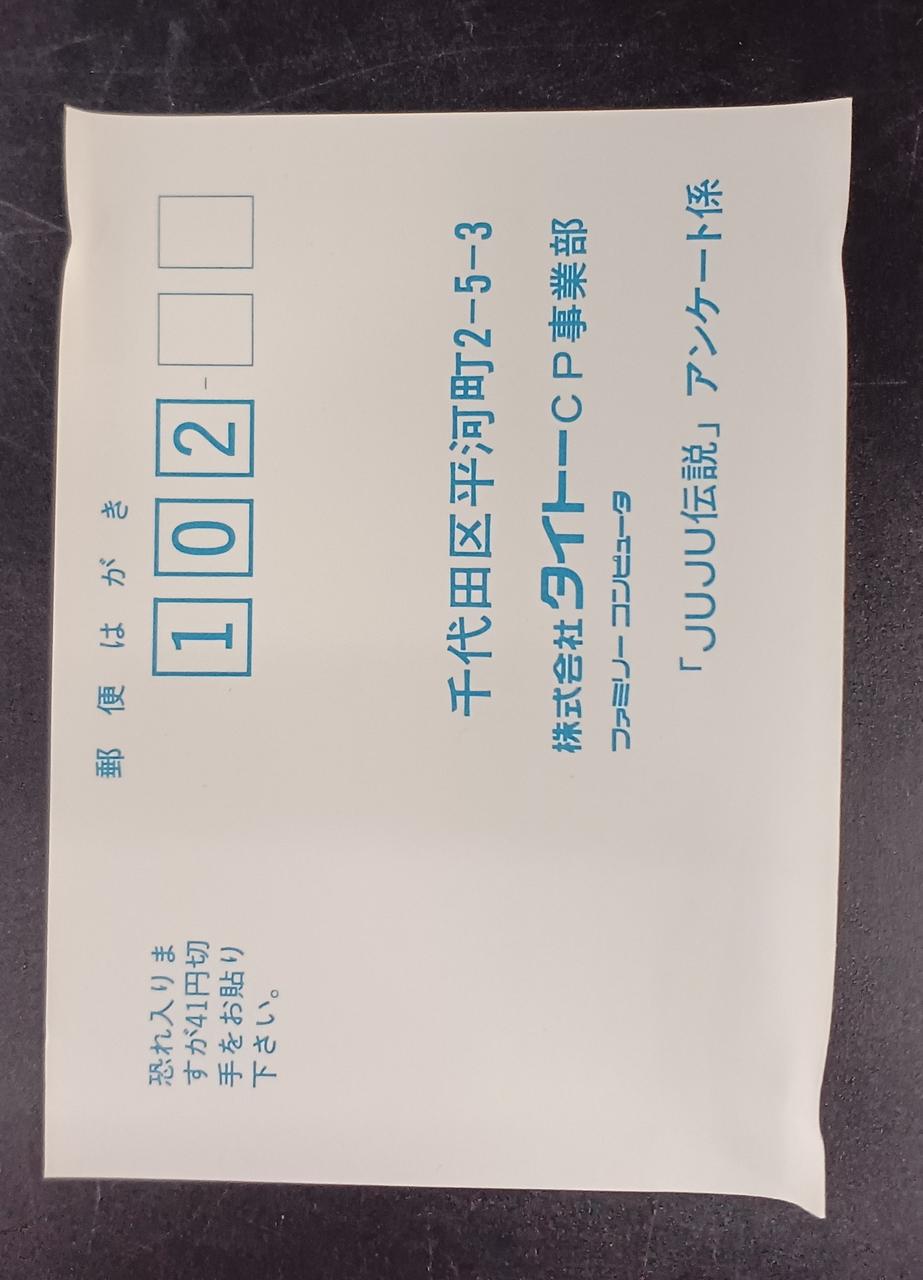 郵便はがき
102-
恐れ入りま
すが41円切
手をお貼り
下さい。
千代田区平河町2-5-3
株式会社タイトーCP事業部
ファミリーコンピュータ
「JUJU伝説」アンケート係